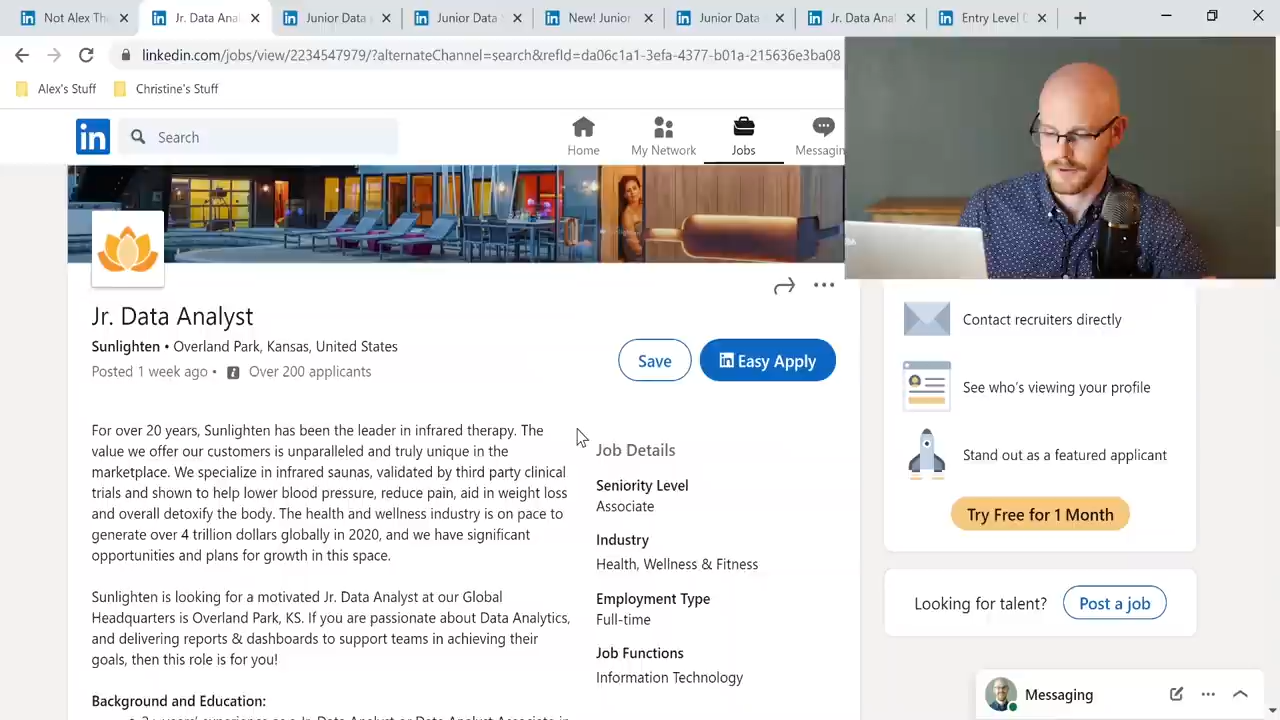 Not Alex The
Jr. Data Anal
Junior Data
Junior Data
New! Junior
Junior Data
Jr. Data Anal
Entry Level D
linkedin.com/jobs/view/2234547979/?alternateChannel=search&refId=da06c1a1-3efa-4377-b01a-215636e3ba08
Alex's Stuff
Christine's Stuff
in
Search
Home
My Network
Jobs
Messagin
Jr. Data Analyst
Sunlighten • Overland Park, Kansas, United States
Posted 1 week ago • Over 200 applicants
Save
in Easy Apply
For over 20 years, Sunlighten has been the leader in infrared therapy. The
value we offer our customers is unparalleled and truly unique in the
marketplace. We specialize in infrared saunas, validated by third party clinical
trials and shown to help lower blood pressure, reduce pain, aid in weight loss
and overall detoxify the body. The health and wellness industry is on pace to
generate over 4 trillion dollars globally in 2020, and we have significant
opportunities and plans for growth in this space.
Sunlighten is looking for a motivated Jr. Data Analyst at our Global
Headquarters is Overland Park, KS. If you are passionate about Data Analytics,
and delivering reports & dashboards to support teams in achieving their
goals, then this role is for you!
Background and Education:
Job Details
Seniority Level
Associate
Industry
Health, Wellness & Fitness
Employment Type
Full-time
Job Functions
Information Technology
Contact recruiters directly
See who's viewing your profile
Stand out as a featured applicant
Try Free for 1 Month
Looking for talent?
Post a job
Messaging